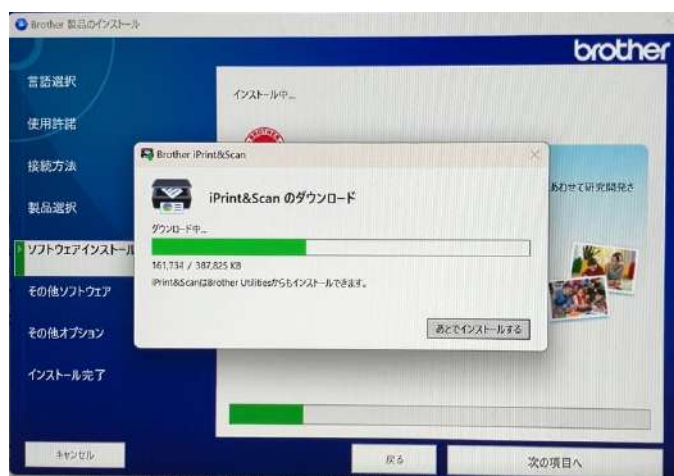 Brother 製品のインストール
brother
言語選択
使用許諾
接続方法
製品選択
ソフトウェアインストール
その他ソフトウェア
その他オプション
インストール完了
インストール中...
あわせて研究開発さ
Brother iPrint&Scan
iPrint&Scan のダウンロード
ダウンロード中...
161,734 / 387,825 KB
iPrint&ScanはBrother Utilitiesからもインストールできます。
あとでインストールする
キャンセル
戻る
次の項目へ